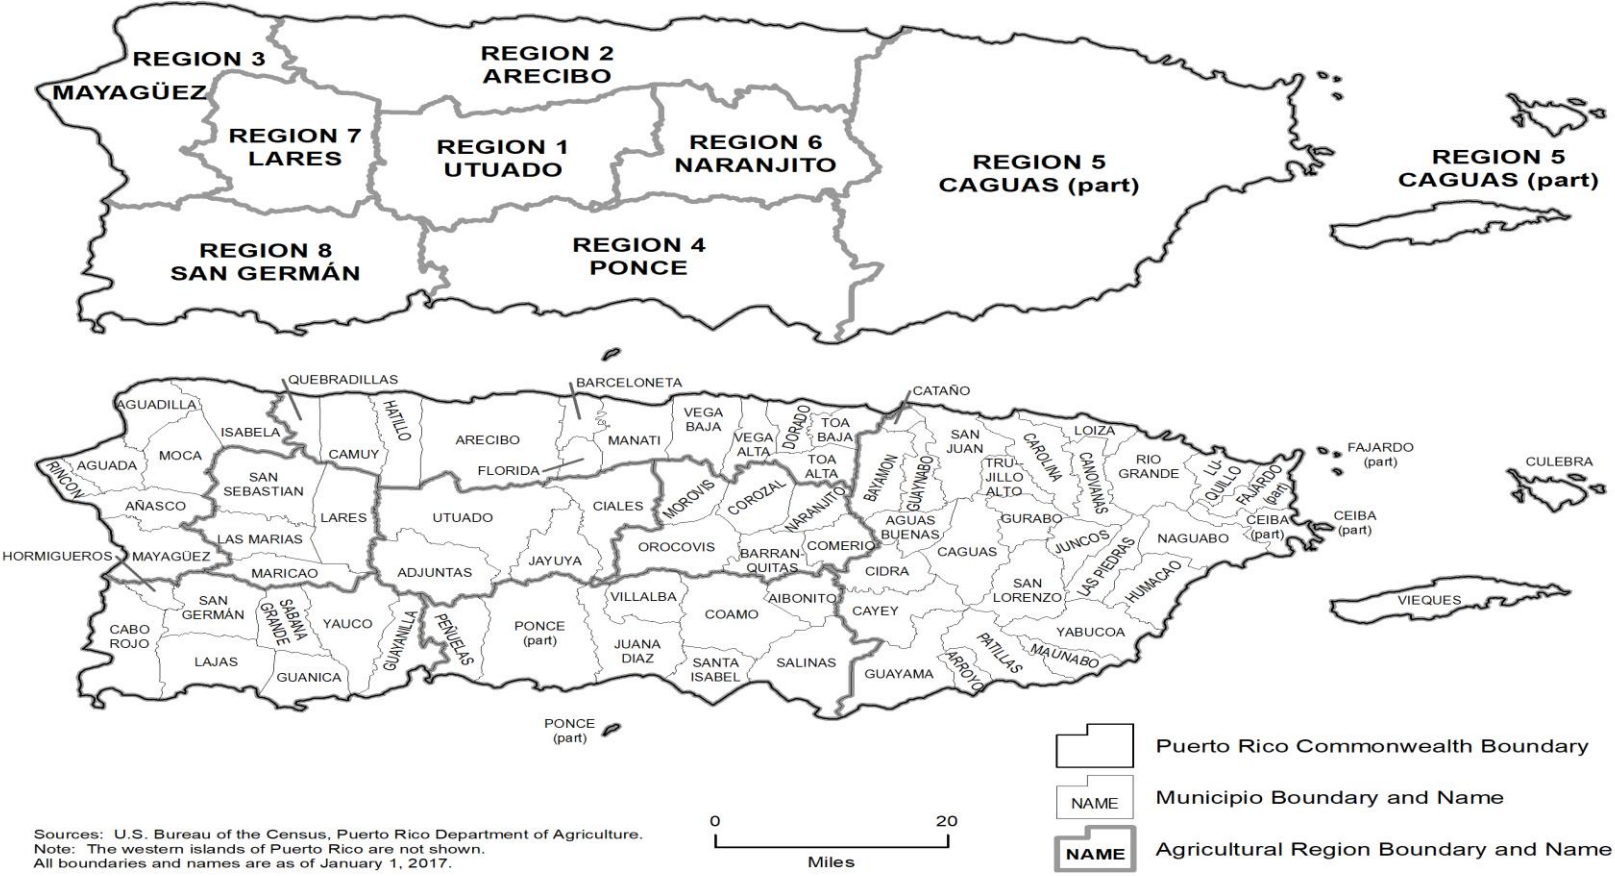 REGION 3
MAYAGÜEZ
REGION 2
ARECIBO
REGION 7
LARES
REGION 1
UTUADO
REGION 6
NARANJITO
REGION 5
CAGUAS (part)
REGION 5
CAGUAS (part)
REGION 8
SAN GERMÁN
REGION 4
PONCE
QUEBRADILLAS
BARCELONETA
CATAÑO
AGUADILLA
ISABELA
HATILLO
CAMUY
ARECIBO
FLORIDA
MANATI
VEGA
BAJA
VEGA
ALTA
DORADO
TOA
BAJA
TOA
ALTA
SAN
JUAN
LOIZA
CAROLINA
CANOVANAS
RIO
GRANDE
LU-
QUILLO
FAJARDO
(part)
FAJARDO
(part)
CULEBRA
RINCON
AGUADA
MOCA
SAN
SEBASTIAN
BAYAMON
GUAYNABO
TRU-
JILLO
ALTO
AÑASCO
LARES
UTUADO
CIALES
MOROVIS
COROZAL
NARANJITO
AGUAS
BUENAS
GURABO
CEIBA
(part)
CEIBA
(part)
HORMIGUEROS
MAYAGÜEZ
LAS MARIAS
MARICAO
ADJUNTAS
JAYUYA
OROCOVIS
BARRAN-
QUITAS
COMERIO
CIDRA
CAGUAS
JUNCOS
LAS PIEDRAS
NAGUABO
HUMACAO
SAN
LORENZO
VIEQUES
CABO
ROJO
SAN
GERMÁN
SABANA
GRANDE
YAUCO
GUAYANILLA
PEÑUELAS
PONCE
(part)
VILLALBA
JUANA
DIAZ
COAMO
AIBONITO
CAYEY
YABUCOA
LAJAS
GUANICA
SANTA
ISABEL
SALINAS
GUAYAMA
ARROYO
PATILLAS
MAUNABO
PONCE
(part)
Puerto Rico Commonwealth Boundary
NAME
Municipio Boundary and Name
NAME
Agricultural Region Boundary and Name
0 20
Miles
Sources: U.S. Bureau of the Census, Puerto Rico Department of Agriculture.
Note: The western islands of Puerto Rico are not shown.
All boundaries and names are as of January 1, 2017.